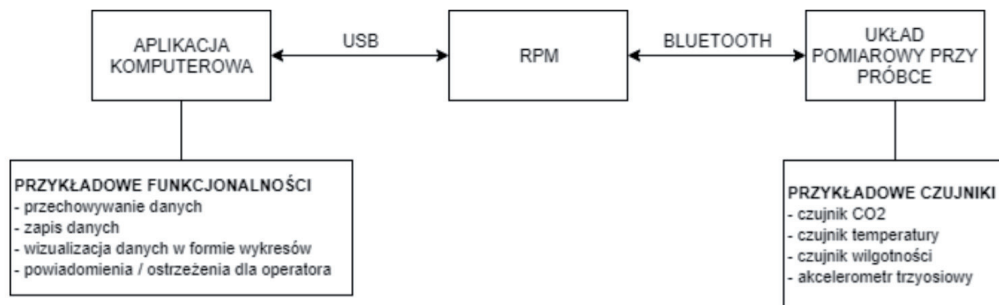 APLIKACJA
KOMPUTEROWA
USB
RPM
BLUETOOTH
UKŁAD
POMIAROWY PRZY
PRÓBCE
PRZYKŁADOWE FUNKCJONALNOŚCI
- przechowywanie danych
- zapis danych
- wizualizacja danych w formie wykresów
- powiadomienia / ostrzeżenia dla operatora
PRZYKŁADOWE CZUJNIKI
- czujnik CO2
- czujnik temperatury
- czujnik wilgotności
- akcelerometr trzyosiowy